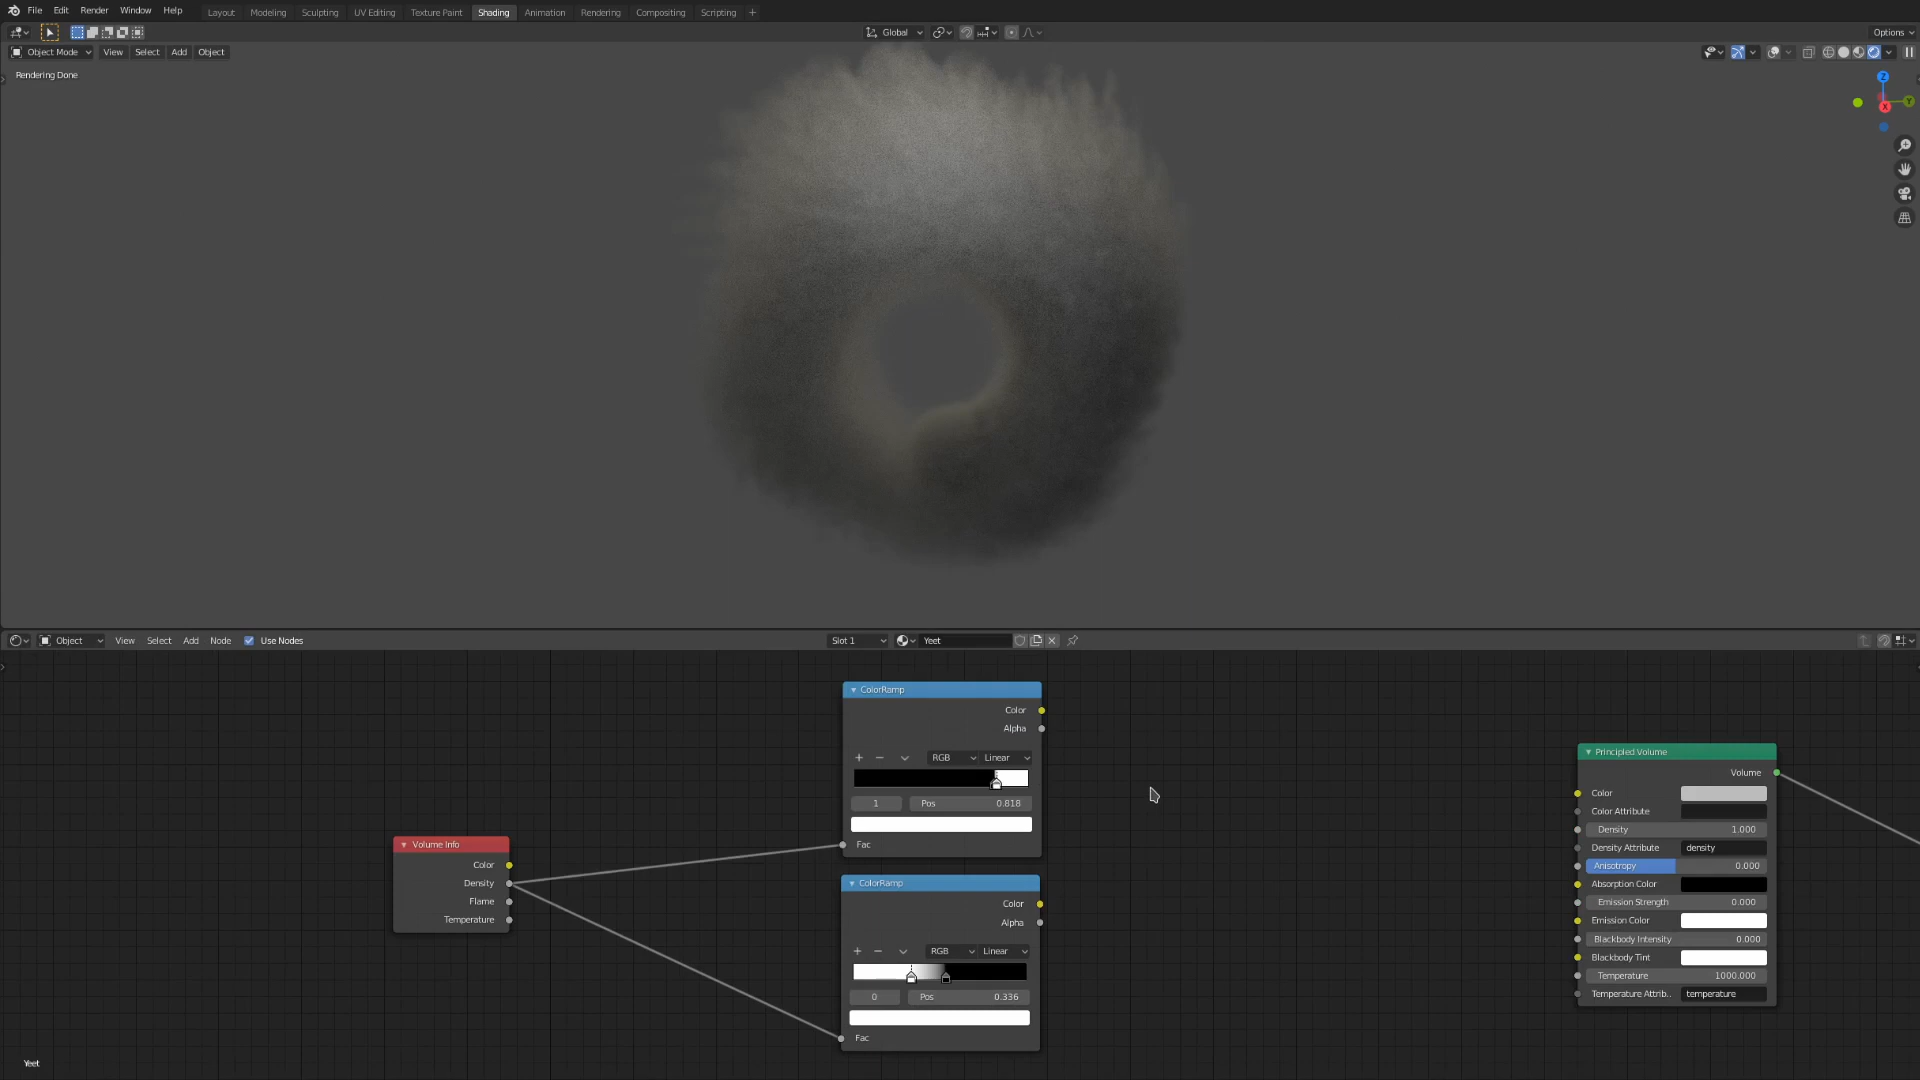 File Edit Render Window Help Layout Modeling Sculpting UV Editing Texture Paint Shading Animation Rendering Compositing Scripting +
Global Options
Object Mode View Select Add Object
Rendering Done
Z
Y
X
Object View Select Add Node Use Nodes Slot 1 Yeet
ColorRamp
Color
Alpha
+ − RGB Linear
1 Pos 0.818
Fac
ColorRamp
Color
Alpha
+ − RGB Linear
0 Pos 0.336
Fac
Volume Info
Color
Density
Flame
Temperature
Principled Volume
Volume
Color
Color Attribute
Density 1.000
Density Attribute density
Anisotropy 0.000
Absorption Color
Emission Strength 0.000
Emission Color
Blackbody Intensity 0.000
Blackbody Tint
Temperature 1000.000
Temperature Attrib.. temperature
Yeet